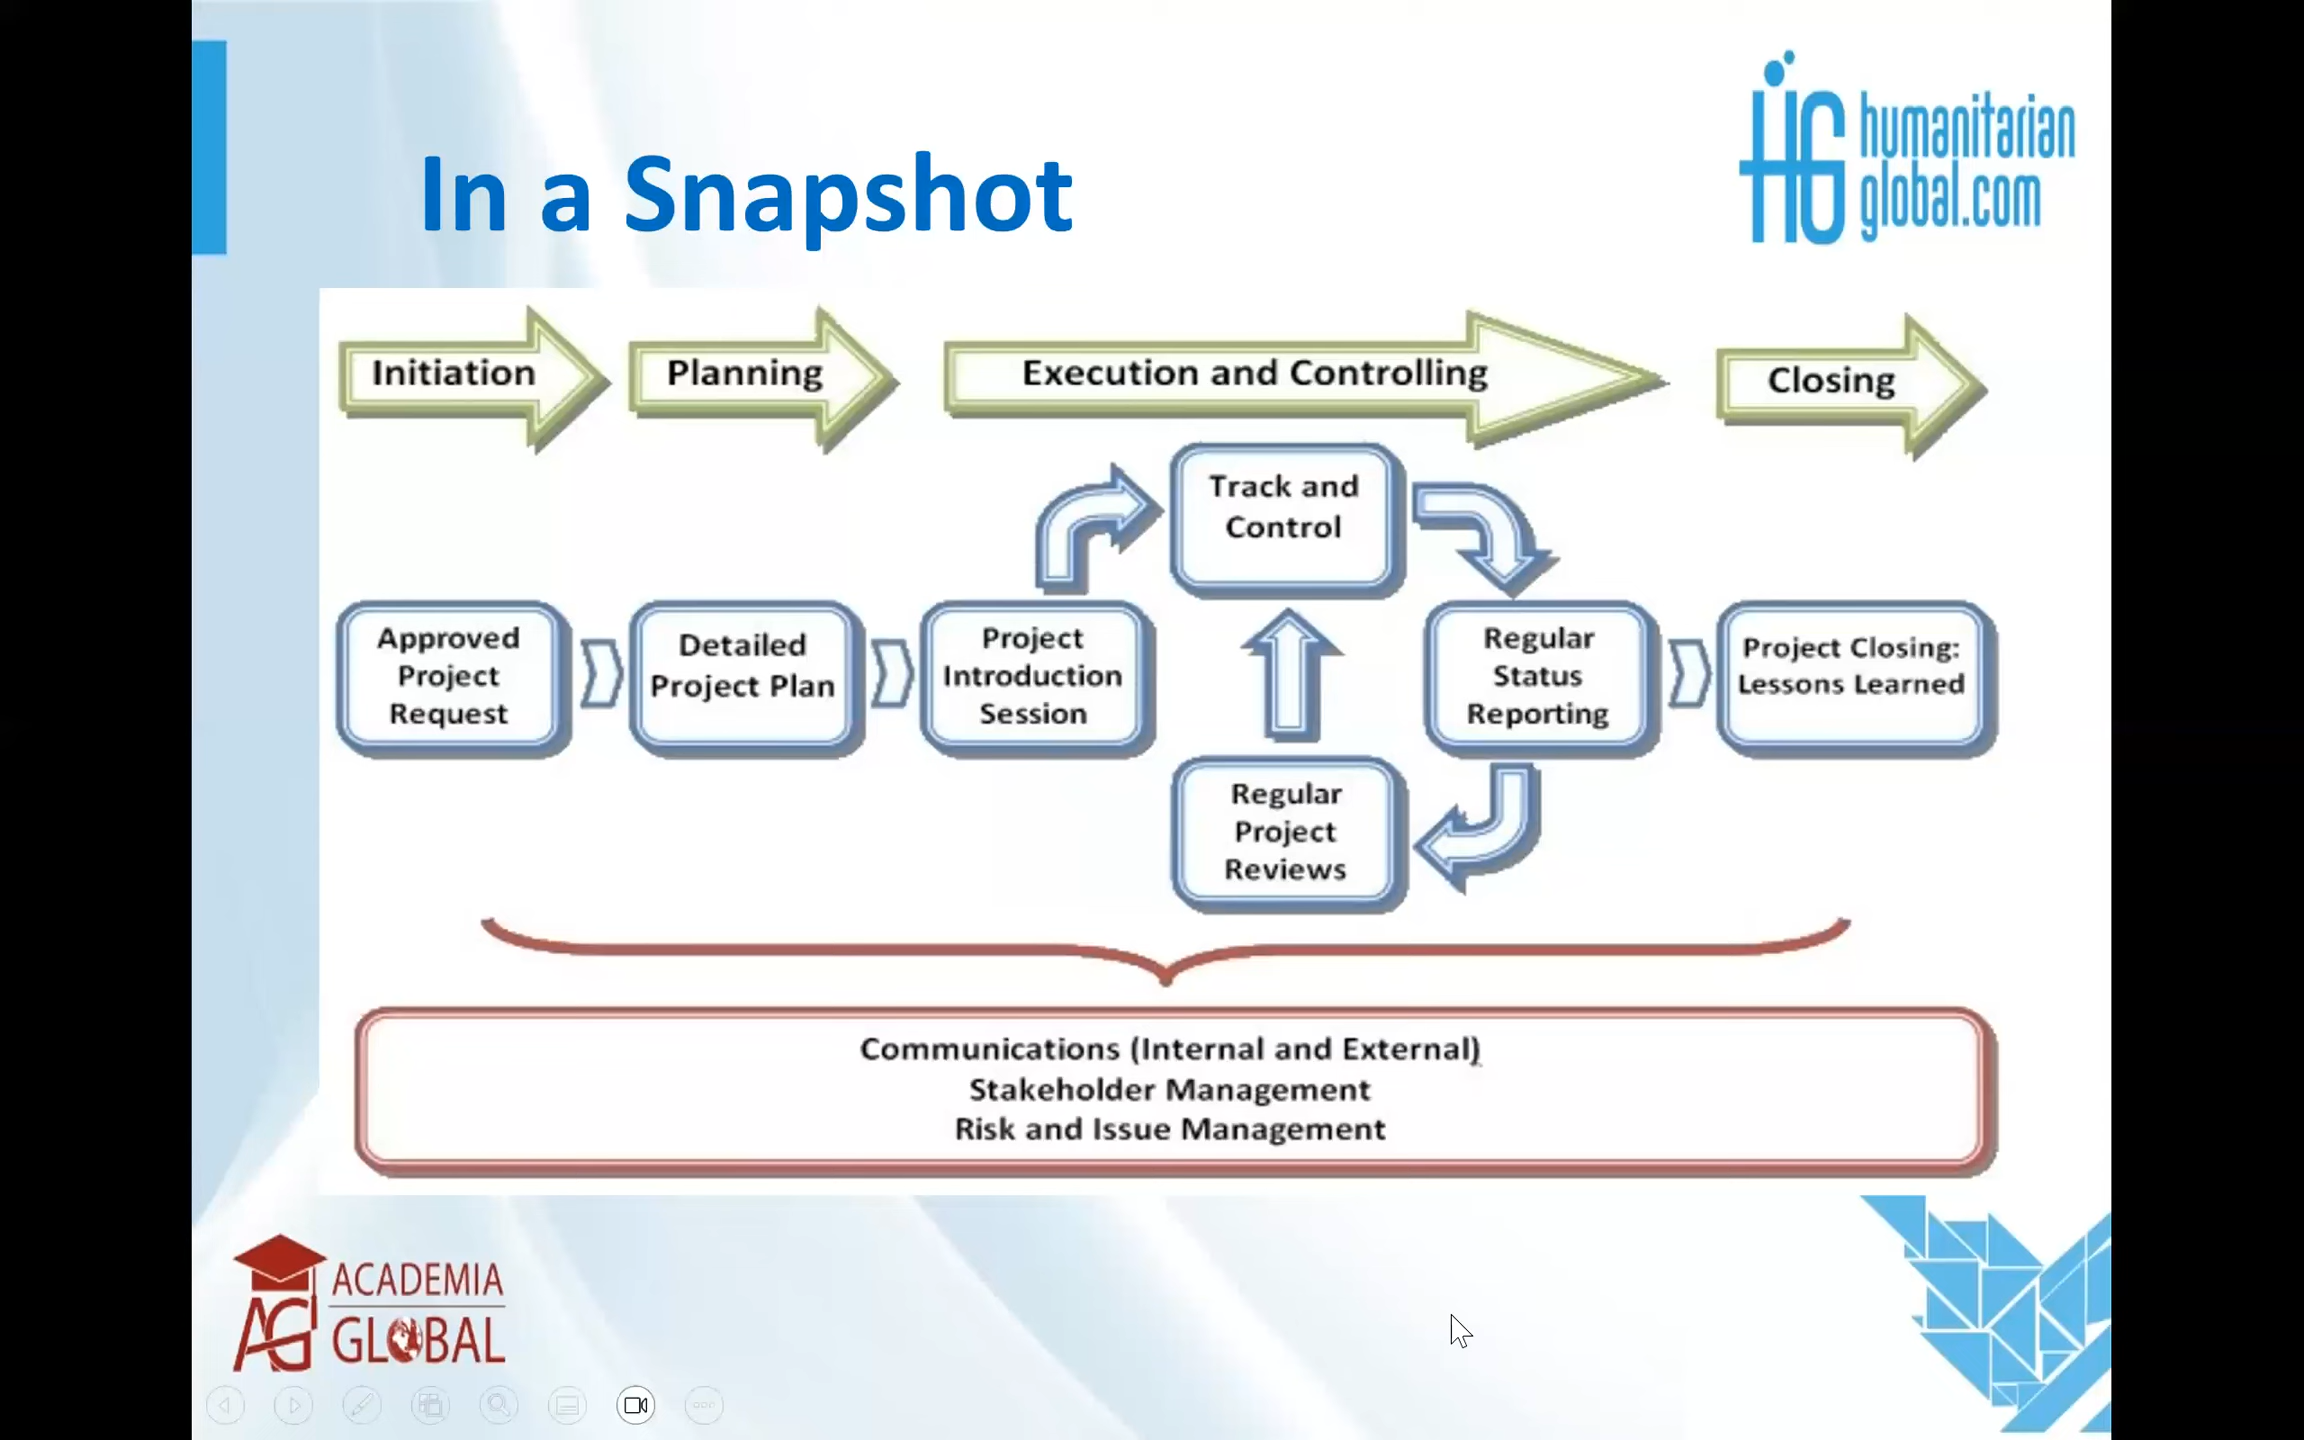 In a Snapshot
HG humanitarian
global.com
Initiation
Planning
Execution and Controlling
Closing
Track and
Control
Approved
Project
Request
Detailed
Project Plan
Project
Introduction
Session
Regular
Status
Reporting
Project Closing:
Lessons Learned
Regular
Project
Reviews
Communications (Internal and External)
Stakeholder Management
Risk and Issue Management
AG ACADEMIA
GLOBAL